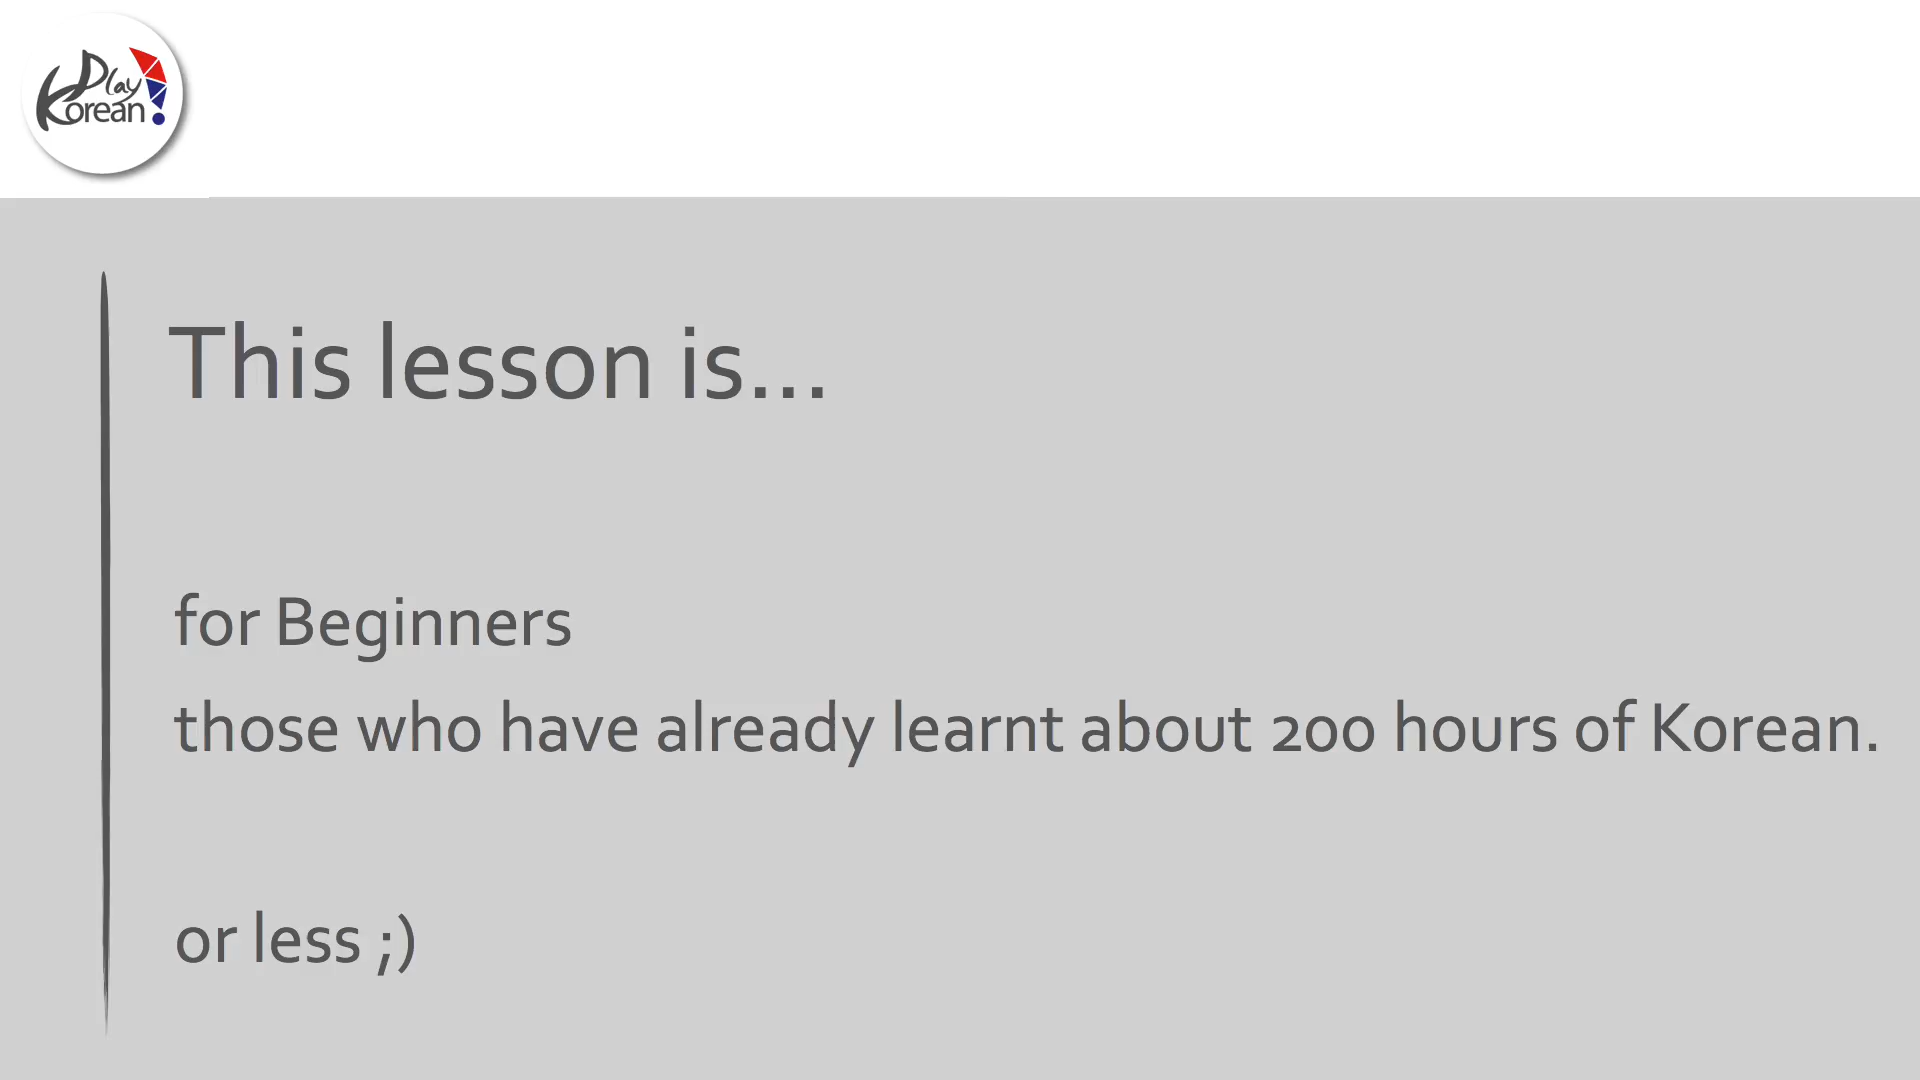 Play
Korean!
This lesson is...
for Beginners
those who have already learnt about 200 hours of Korean.
or less ;)